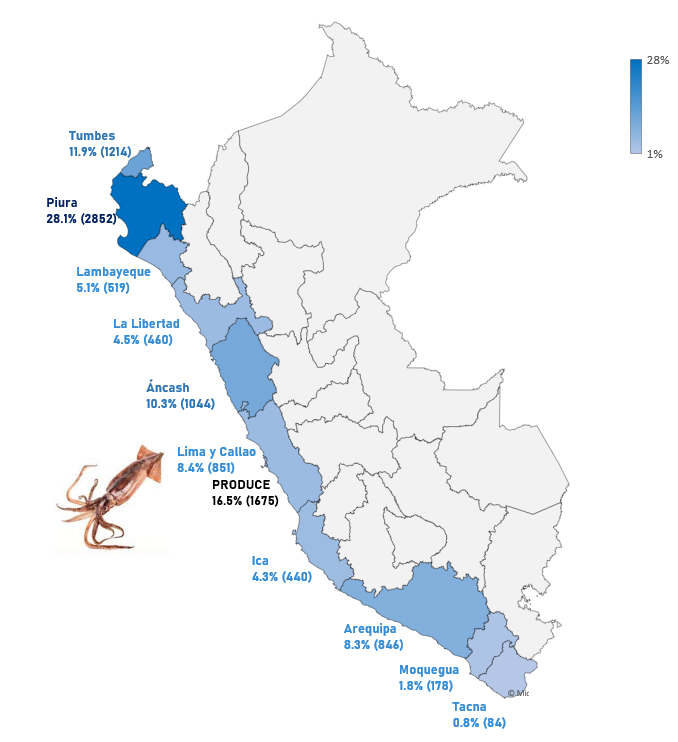 28%
1%
Tumbes
11.9% (1214)
Piura
28.1% (2852)
Lambayeque
5.1% (519)
La Libertad
4.5% (460)
Áncash
10.3% (1044)
Lima y Callao
8.4% (851)
PRODUCE
16.5% (1675)
Ica
4.3% (440)
Arequipa
8.3% (846)
Moquegua
1.8% (178)
© Mic
Tacna
0.8% (84)